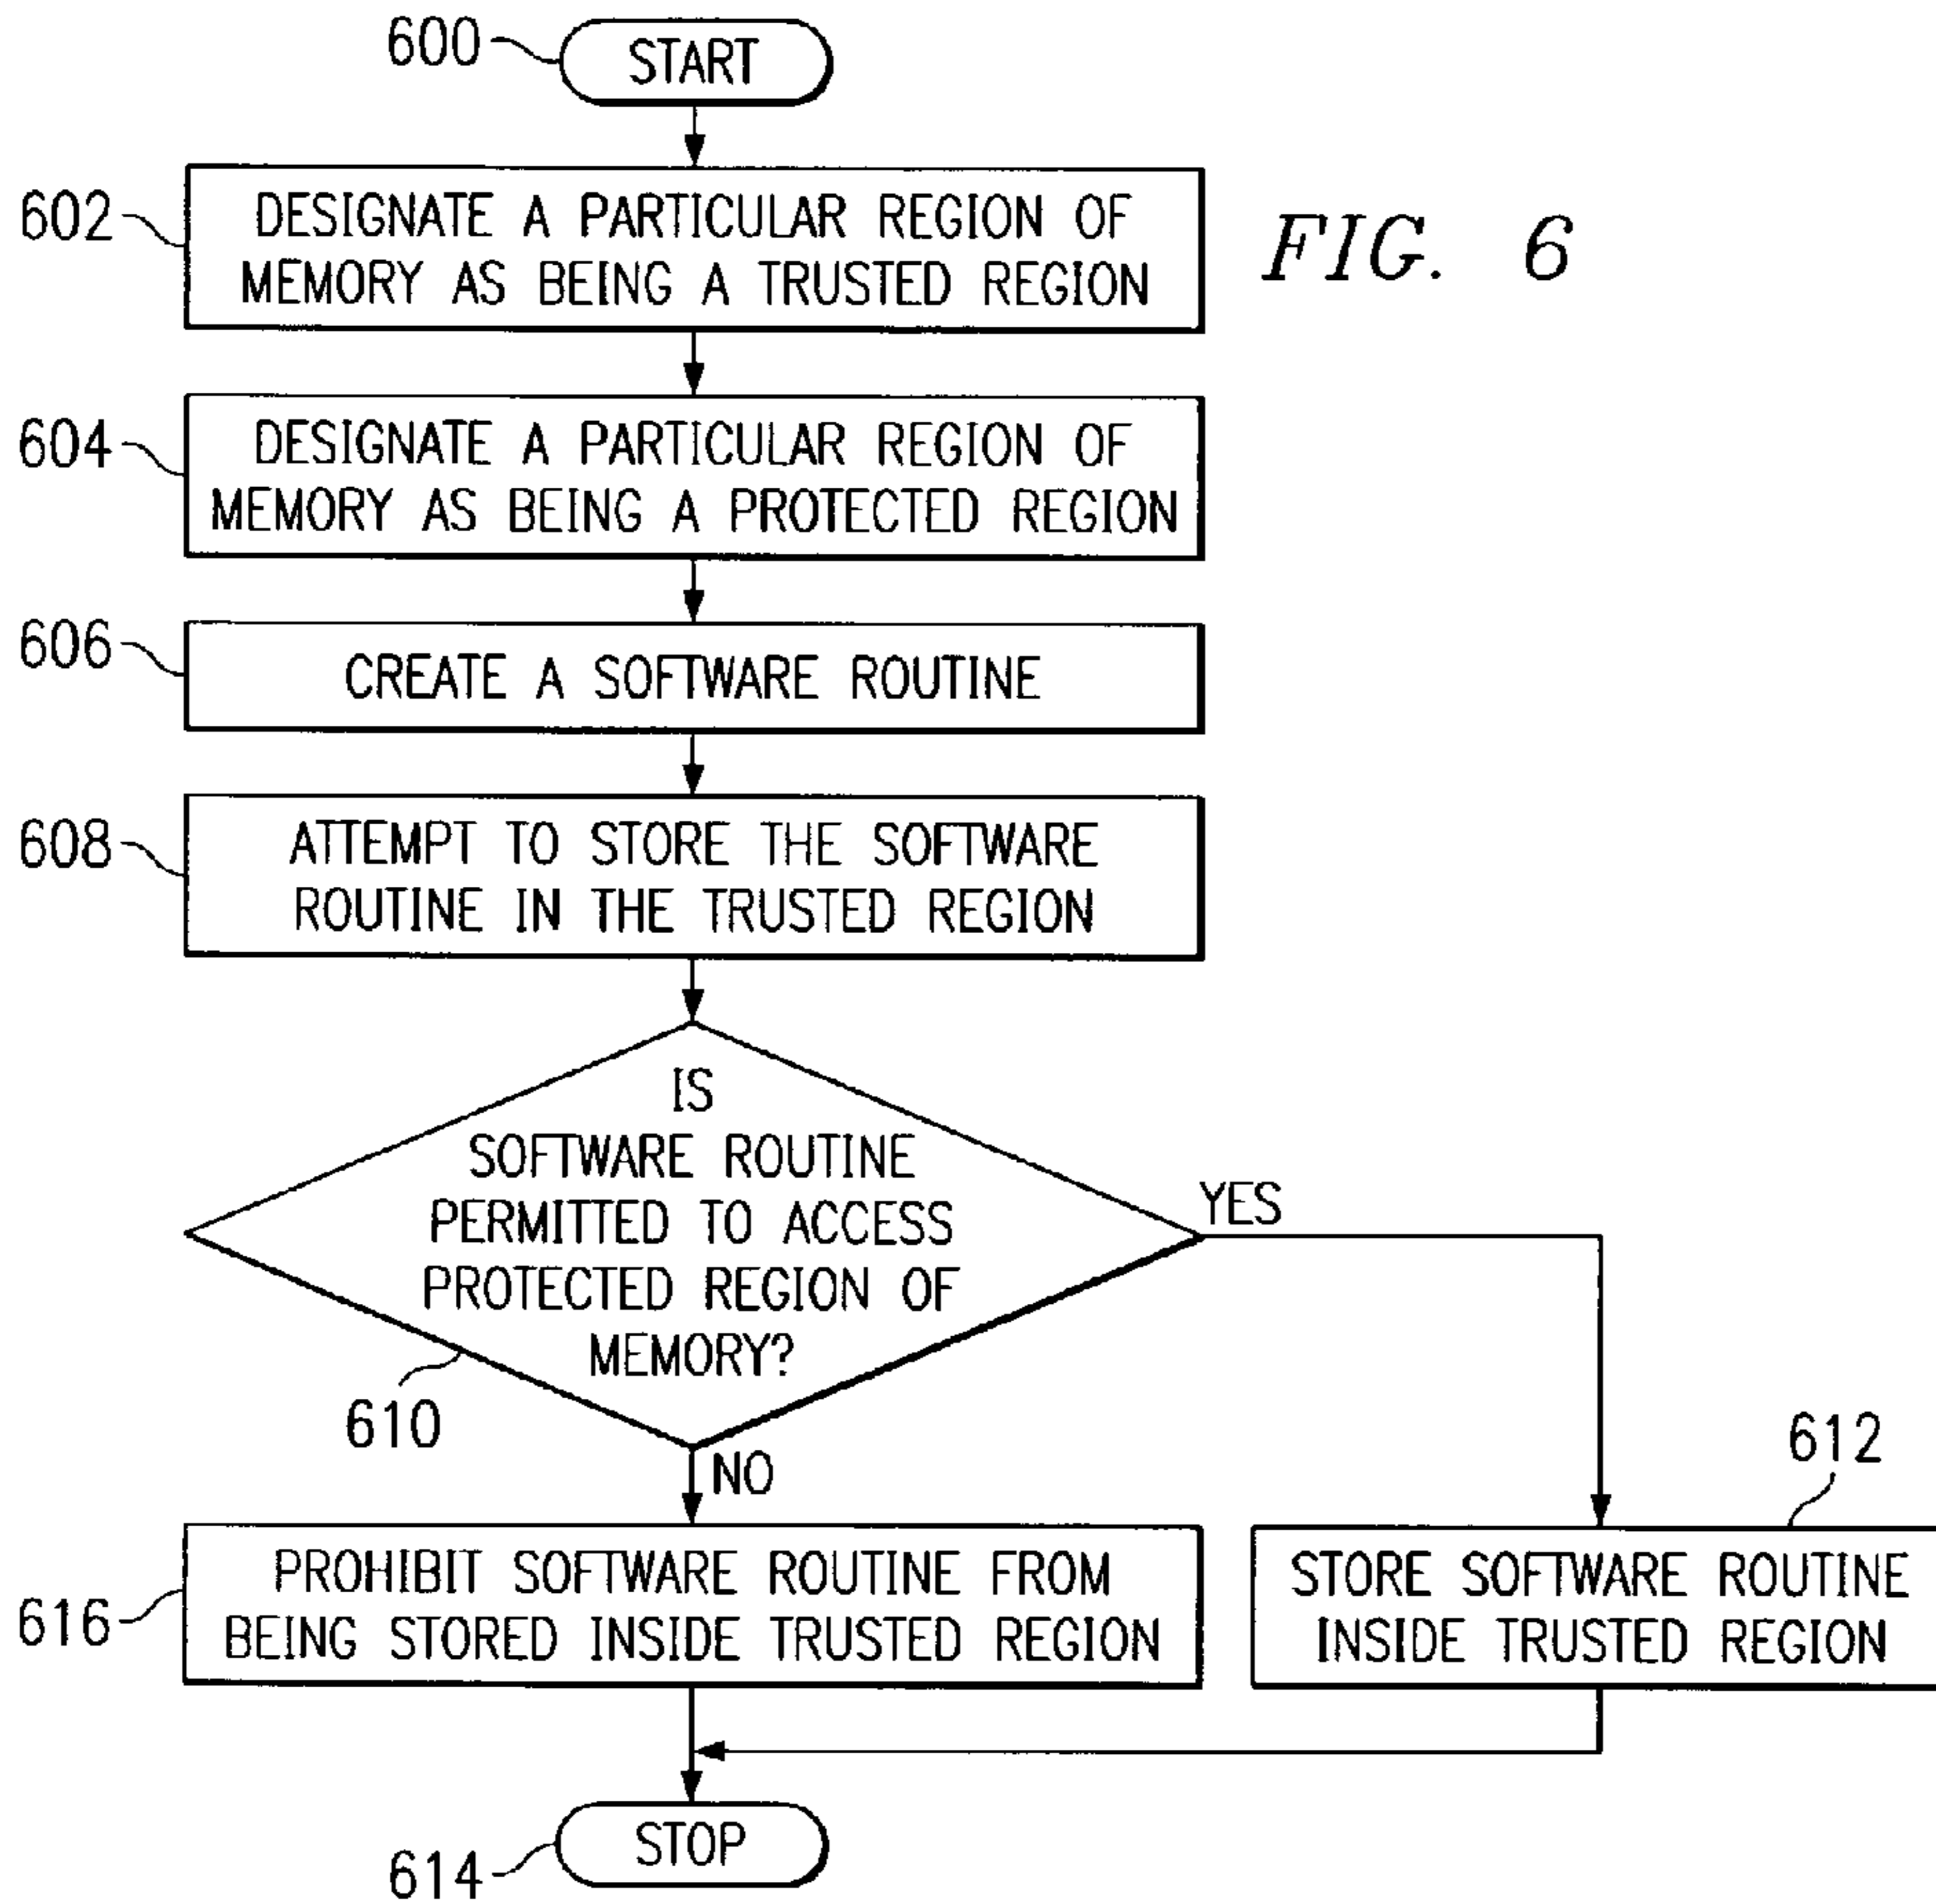 600
START
602
DESIGNATE A PARTICULAR REGION OF
MEMORY AS BEING A TRUSTED REGION
FIG. 6
604
DESIGNATE A PARTICULAR REGION OF
MEMORY AS BEING A PROTECTED REGION
606
CREATE A SOFTWARE ROUTINE
608
ATTEMPT TO STORE THE SOFTWARE
ROUTINE IN THE TRUSTED REGION
IS
SOFTWARE ROUTINE
PERMITTED TO ACCESS
PROTECTED REGION OF
MEMORY?
YES
610
NO
612
616
PROHIBIT SOFTWARE ROUTINE FROM
BEING STORED INSIDE TRUSTED REGION
STORE SOFTWARE ROUTINE
INSIDE TRUSTED REGION
STOP
614